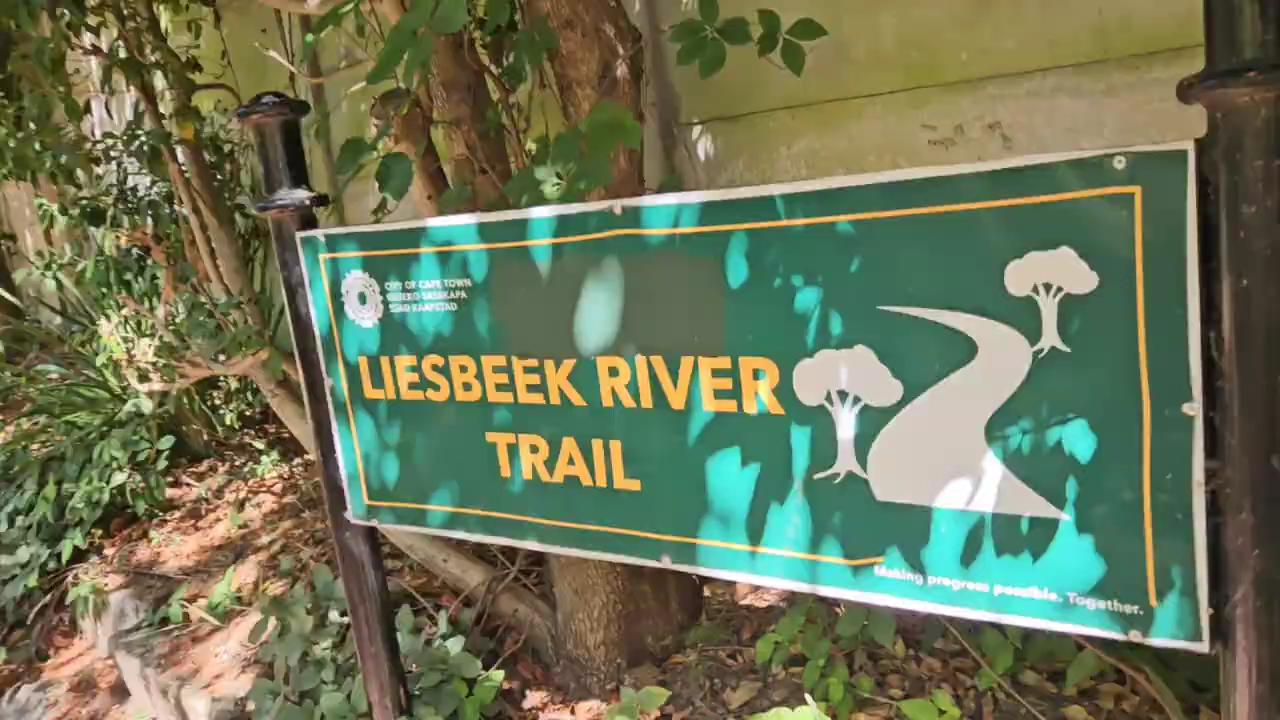 CITY OF CAPE TOWN
ISIXEKO SASEKAPA
STAD KAAPSTAD
LIESBEEK RIVER
TRAIL
Making progress possible. Together.